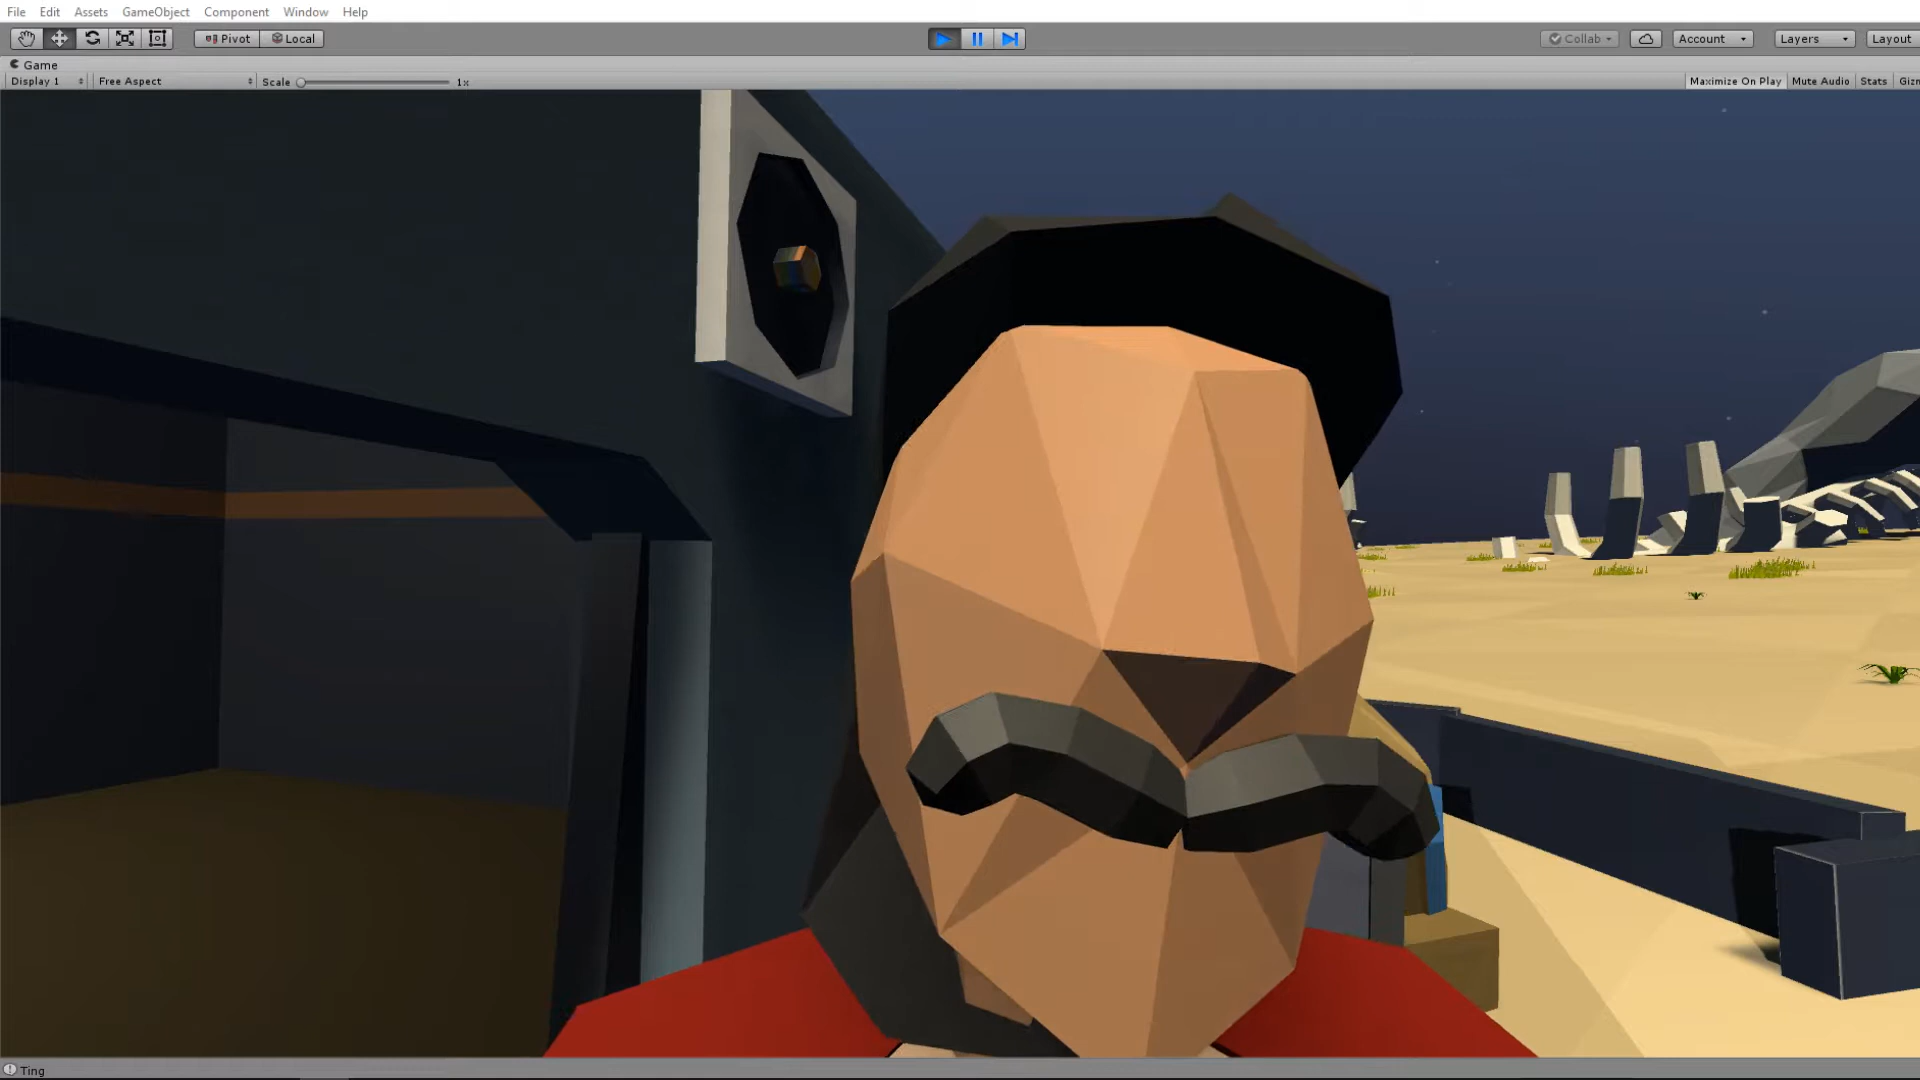 File Edit Assets GameObject Component Window Help
Pivot Local Collab Account Layers Layout
Game
Display 1 Free Aspect Scale 1x Maximize On Play Mute Audio Stats Gizn
Ting